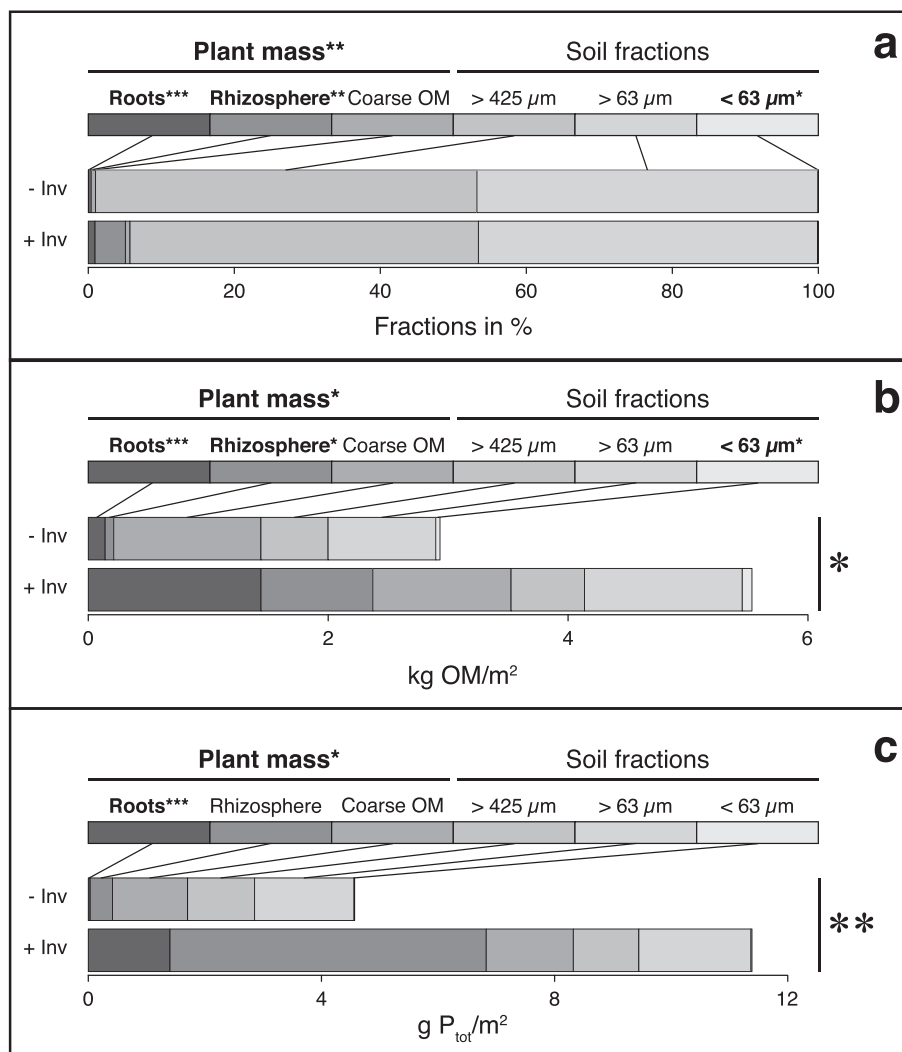 a
Plant mass** Soil fractions
Roots*** Rhizosphere** Coarse OM > 425 µm > 63 µm < 63 µm*
- Inv
+ Inv
0 20 40 60 80 100
Fractions in %
b
Plant mass* Soil fractions
Roots*** Rhizosphere* Coarse OM > 425 µm > 63 µm < 63 µm*
- Inv
*
+ Inv
0 2 4 6
kg OM/m²
c
Plant mass* Soil fractions
Roots*** Rhizosphere Coarse OM > 425 µm > 63 µm < 63 µm
- Inv
**
+ Inv
0 4 8 12
g Ptot/m²